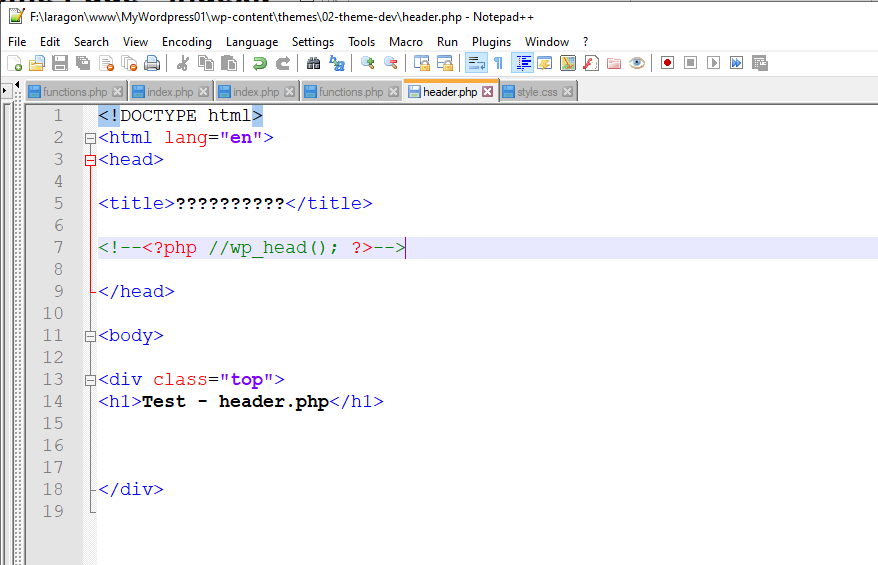 F:\laragon\www\MyWordpress01\wp-content\themes\02-theme-dev\header.php - Notepad++
File Edit Search View Encoding Language Settings Tools Macro Run Plugins Window ?
functions.php index.php index.php functions.php header.php style.css
1 <!DOCTYPE html>
2 <html lang="en">
3 <head>
4
5 <title>??????????</title>
6
7 <!--<?php //wp_head(); ?>-->
8
9 </head>
10
11 <body>
12
13 <div class="top">
14 <h1>Test - header.php</h1>
15
16
17
18 </div>
19